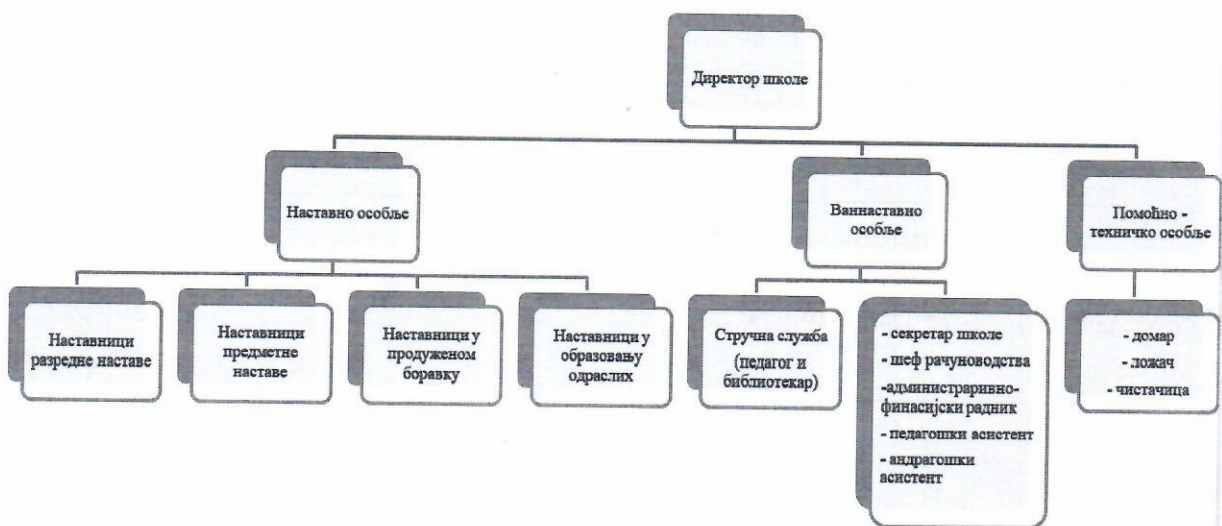 Директор школе
Наставно особље
Ваннаставно
особље
Помоћно -
техничко особље
Наставници
разредне наставе
Наставници
предметне
наставе
Наставници у
продуженом
боравку
Наставници у
образовању
одраслих
Стручна служба
(педагог и
библиотекар)
- секретар школе
- шеф рачуноводства
-администраривно-
финасијски радник
- педагошки асистент
- андрагошки
асистент
- домар
- ложач
- чистачица